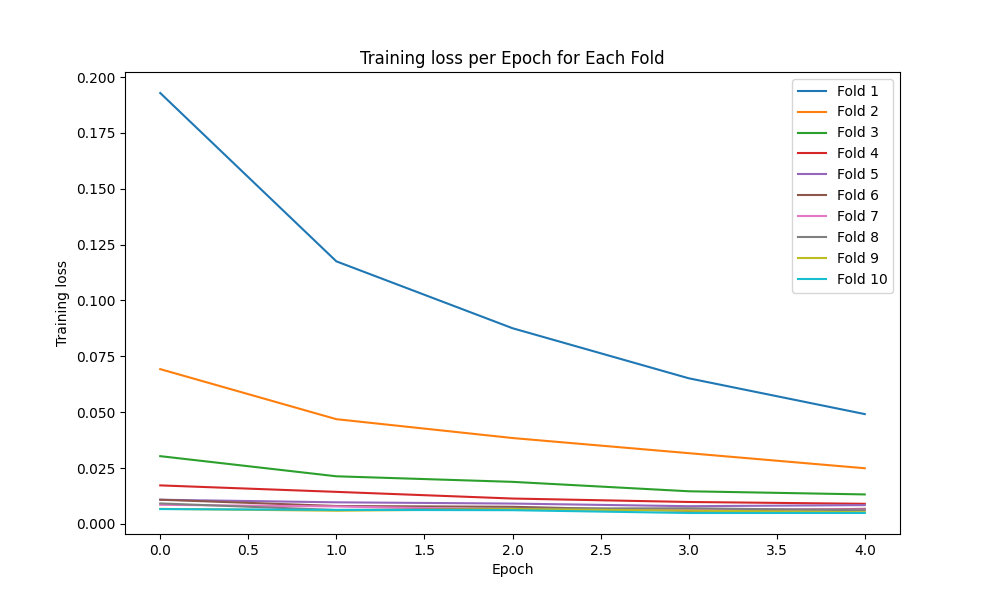 Training loss per Epoch for Each Fold
0.200
0.175
0.150
0.125
0.100
0.075
0.050
0.025
0.000
Training loss
Fold 1
Fold 2
Fold 3
Fold 4
Fold 5
Fold 6
Fold 7
Fold 8
Fold 9
Fold 10
0.0 0.5 1.0 1.5 2.0 2.5 3.0 3.5 4.0
Epoch